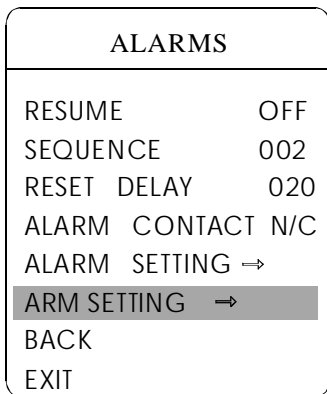 ALARMS
RESUME OFF
SEQUENCE 002
RESET DELAY 020
ALARM CONTACT N/C
ALARM SETTING →
ARM SETTING →
BACK
EXIT